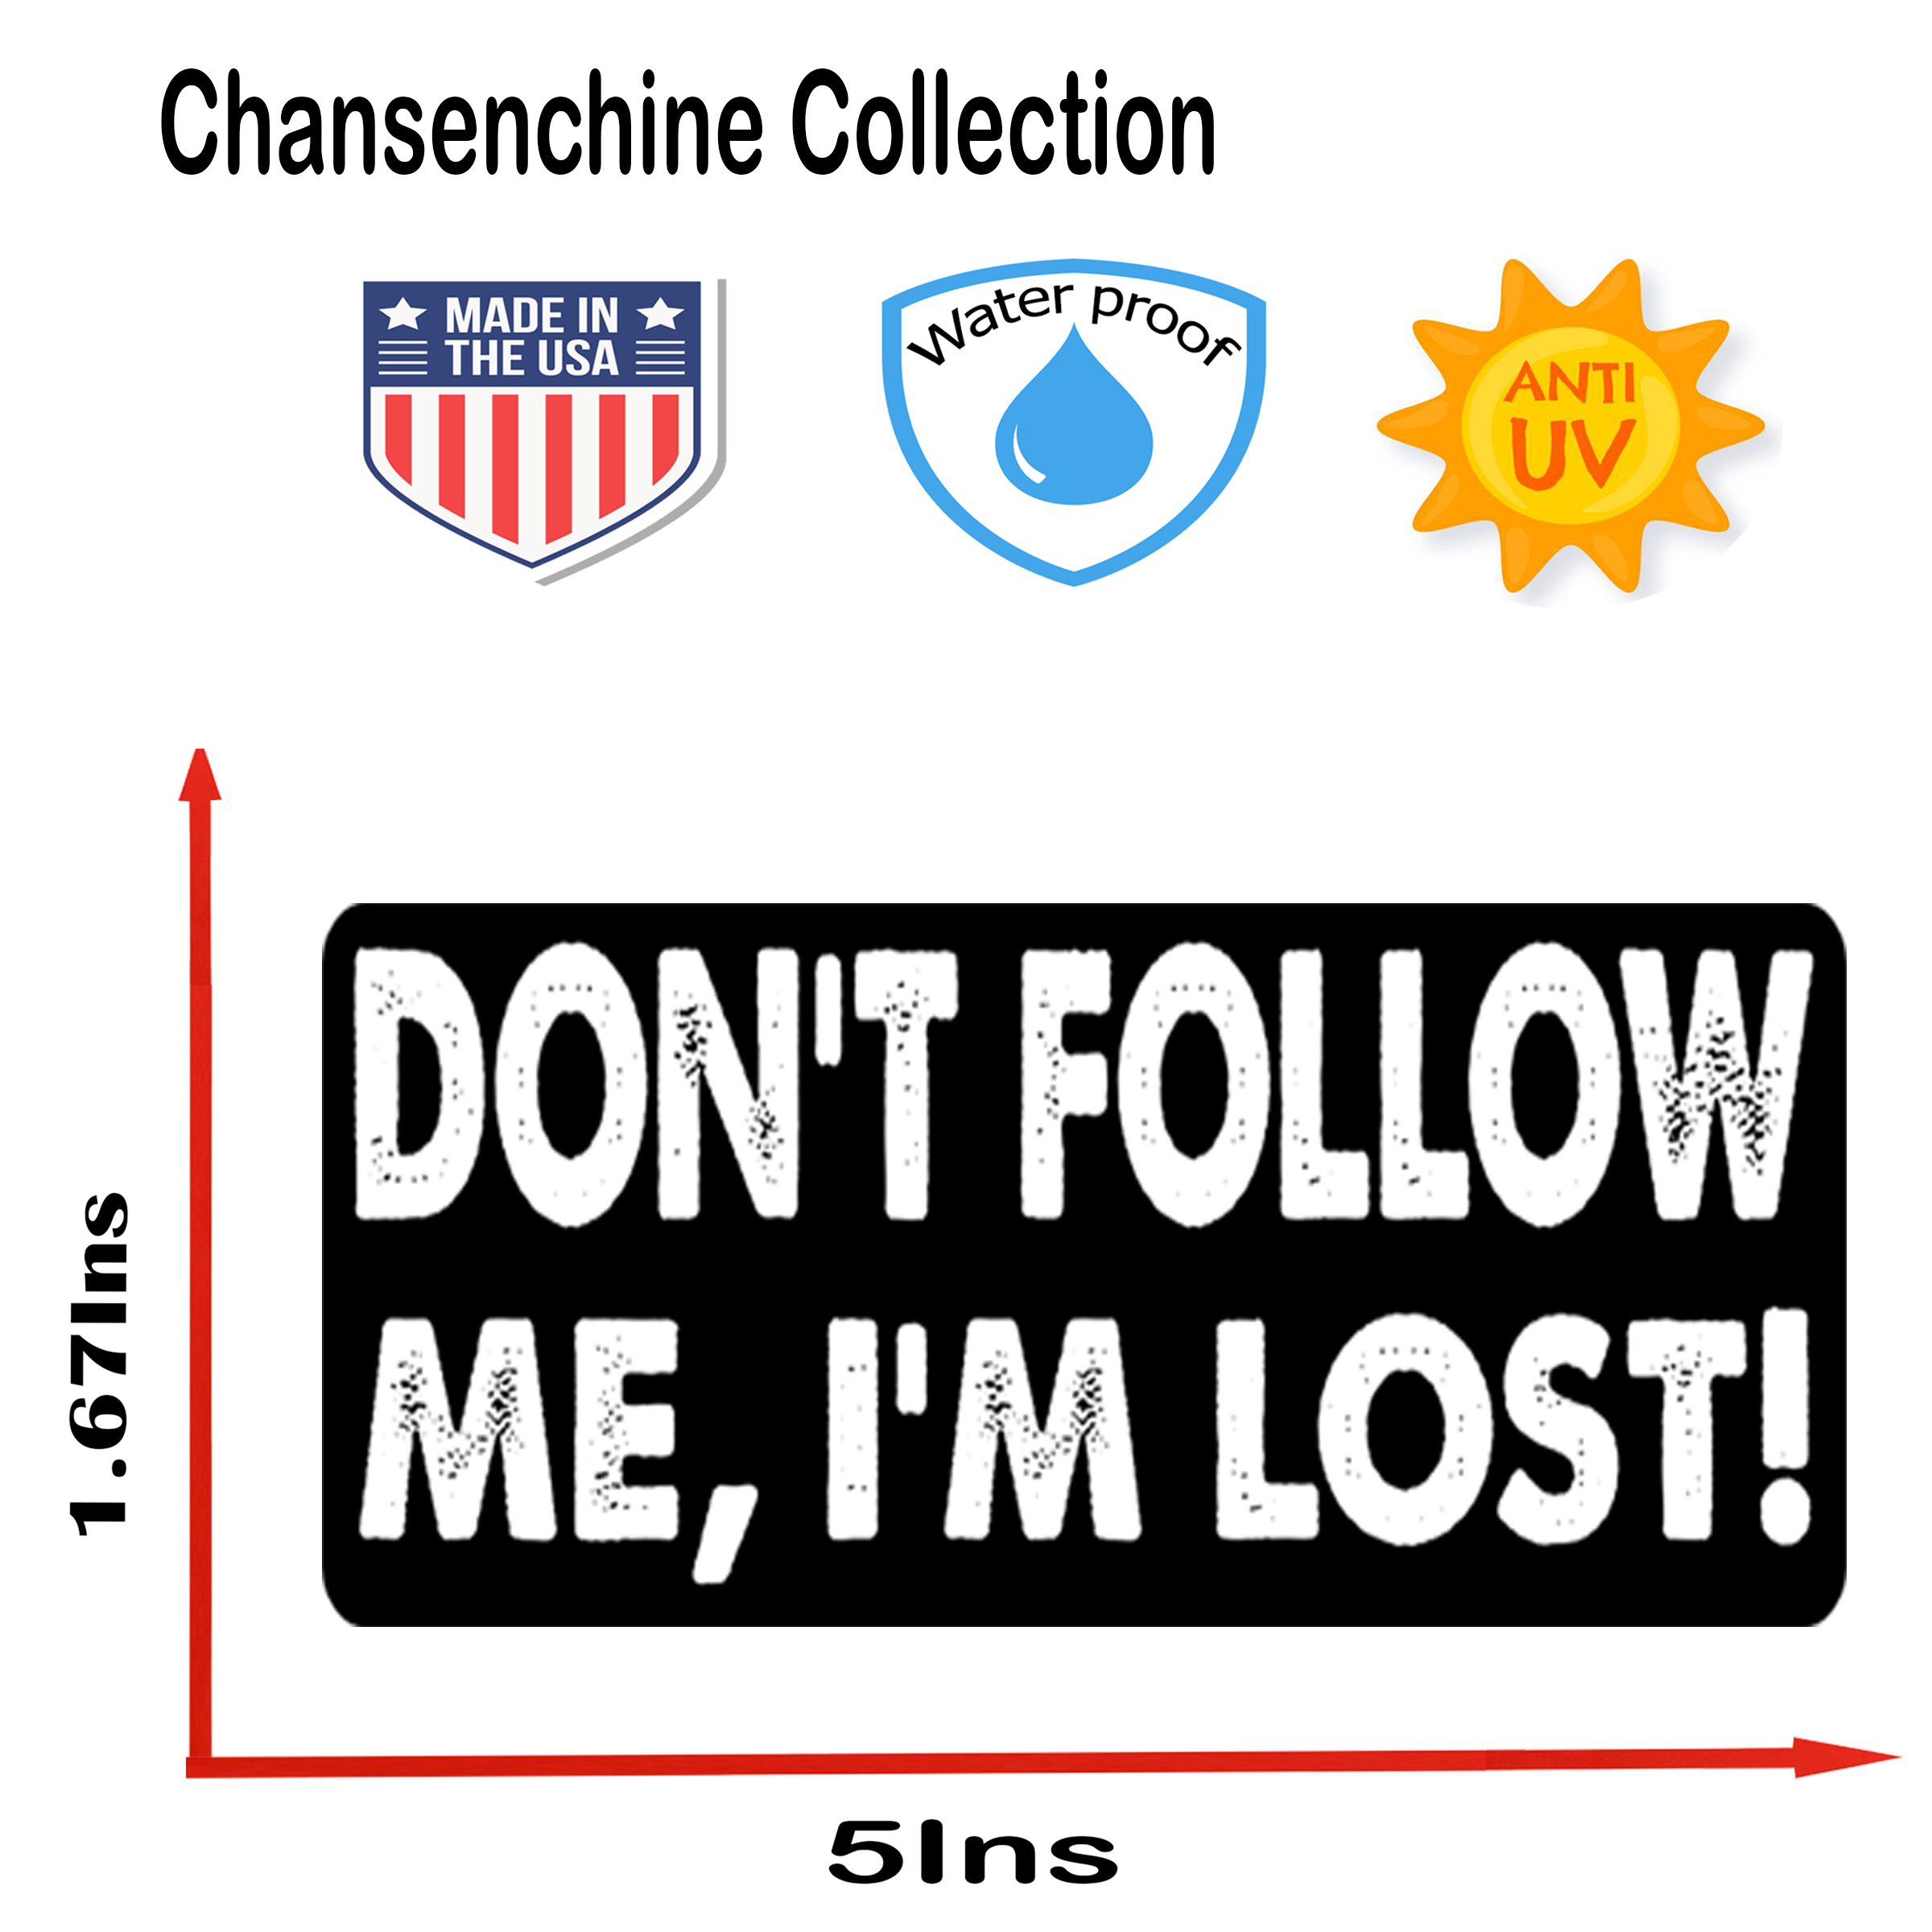 Chansenchine Collection
MADE IN
THE USA
Water proof
ANTI
UV
1.67Ins
DON'T FOLLOW
ME, I'M LOST!
5Ins